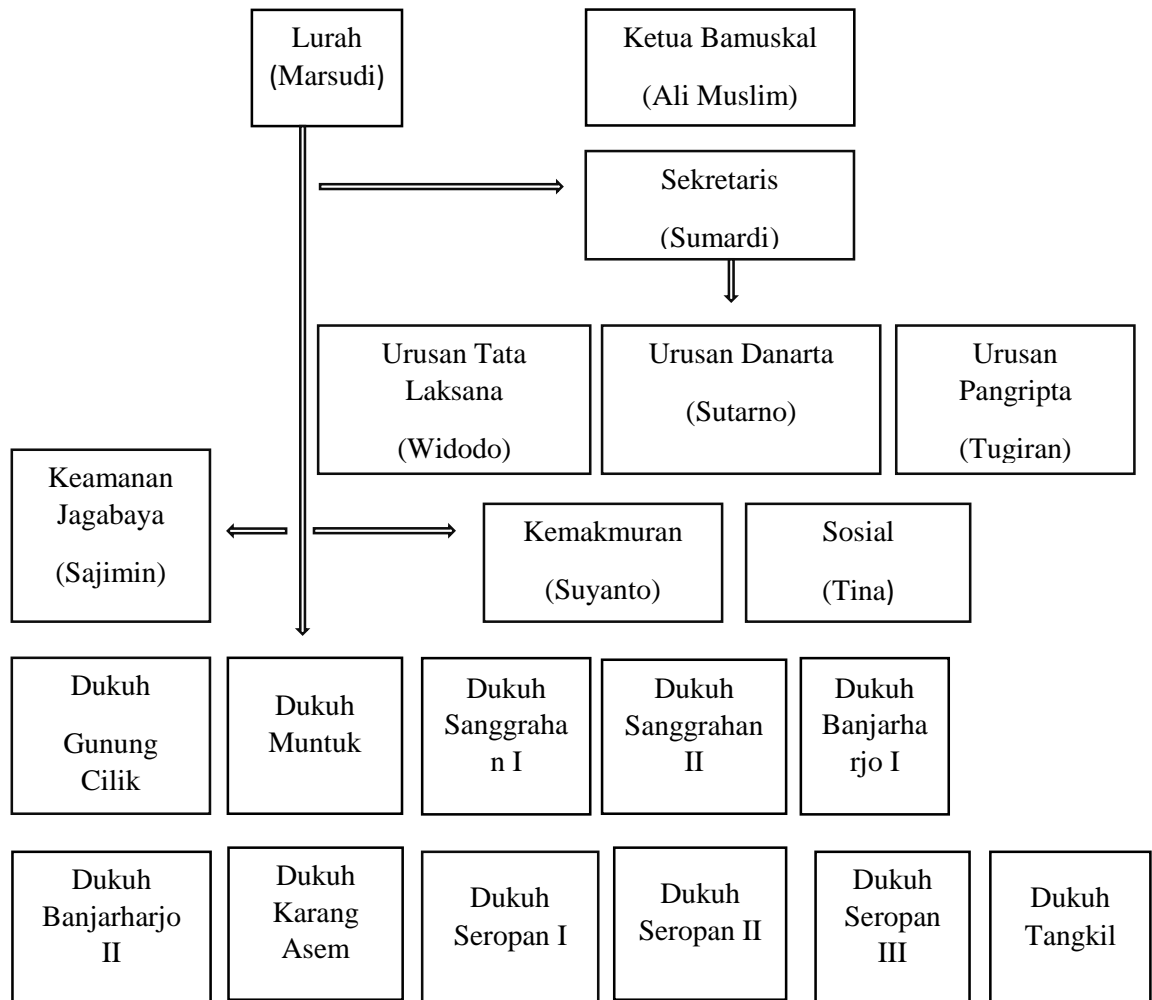 Lurah
(Marsudi)
Ketua Bamuskal
(Ali Muslim)
Sekretaris
(Sumardi)
Urusan Tata
Laksana
(Widodo)
Urusan Danarta
(Sutarno)
Urusan
Pangripta
(Tugiran)
Keamanan
Jagabaya
(Sajimin)
Kemakmuran
(Suyanto)
Sosial
(Tina)
Dukuh
Gunung
Cilik
Dukuh
Muntuk
Dukuh
Sanggraha
n I
Dukuh
Sanggrahan
II
Dukuh
Banjarha
rjo I
Dukuh
Banjarharjo
II
Dukuh
Karang
Asem
Dukuh
Seropan I
Dukuh
Seropan II
Dukuh
Seropan
III
Dukuh
Tangkil